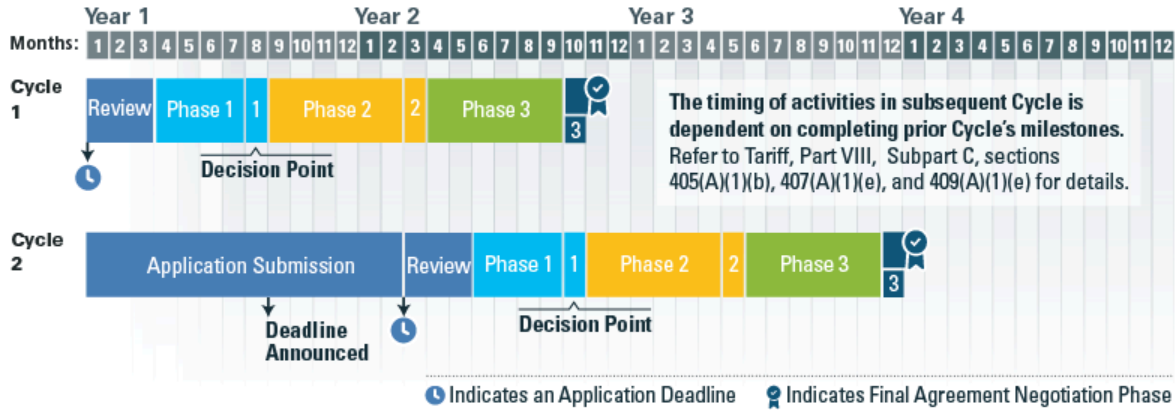 Year 1 Year 2 Year 3 Year 4
Months: 1 2 3 4 5 6 7 8 9 10 11 12 1 2 3 4 5 6 7 8 9 10 11 12 1 2 3 4 5 6 7 8 9 10 11 12 1 2 3 4 5 6 7 8 9 10 11 12
Cycle
1
Review Phase 1 1 Phase 2 2 Phase 3
3
Decision Point
The timing of activities in subsequent Cycle is
dependent on completing prior Cycle's milestones.
Refer to Tariff, Part VIII, Subpart C, sections
405(A)(1)(b), 407(A)(1)(e), and 409(A)(1)(e) for details.
Cycle
2
Application Submission Review Phase 1 1 Phase 2 2 Phase 3
3
Deadline
Announced
Decision Point
Indicates an Application Deadline Indicates Final Agreement Negotiation Phase